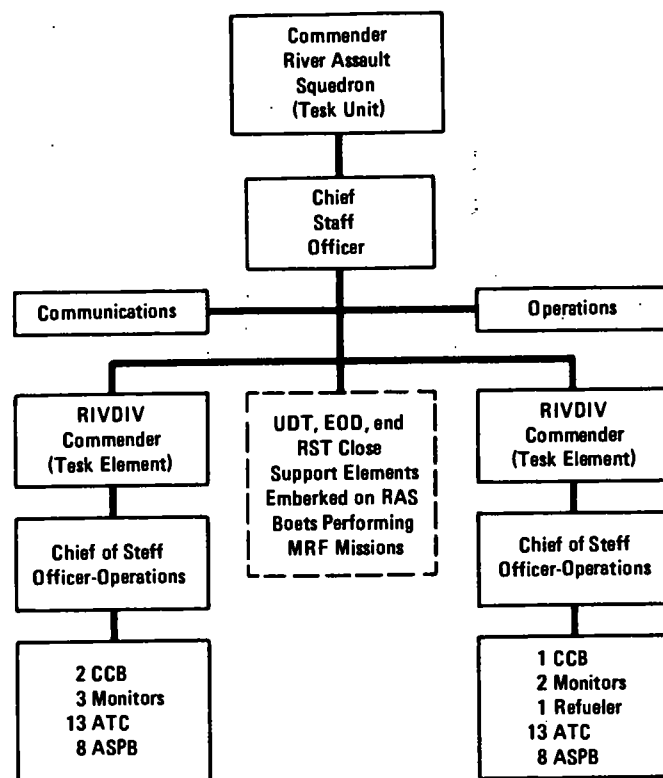 Commender
River Assault
Squedron
(Tesk Unit)
Chief
Steff
Officer
Communications
Operations
RIVDIV
Commender
(Tesk Element)
UDT, EOD, end
RST Close
Support Elements
Emberked on RAS
Boets Performing
MRF Missions
RIVDIV
Commender
(Tesk Element)
Chief of Steff
Officer-Operations
Chief of Steff
Officer-Operations
2 CCB
3 Monitors
13 ATC
8 ASPB
1 CCB
2 Monitors
1 Refueler
13 ATC
8 ASPB